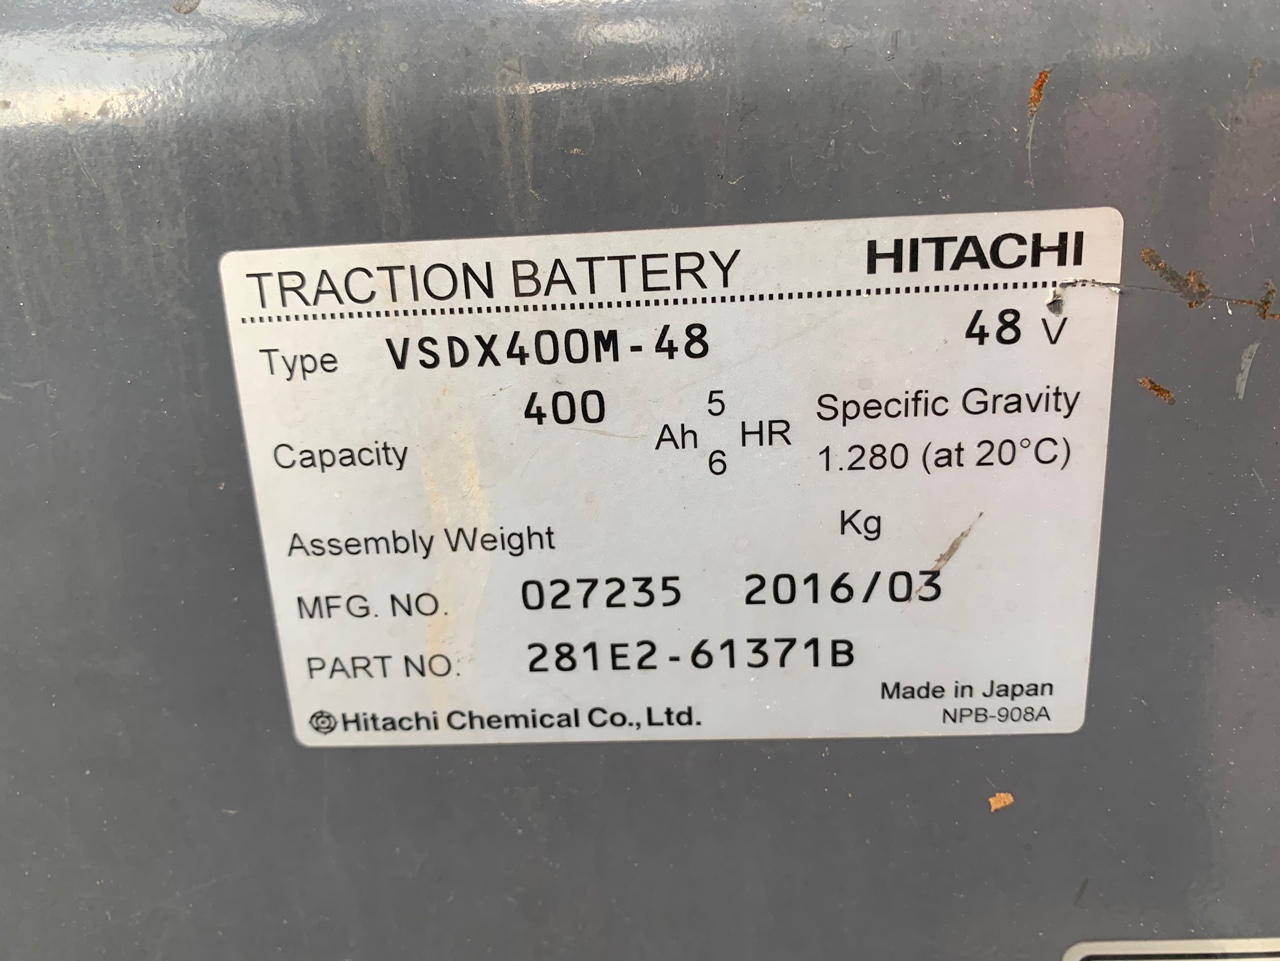 TRACTION BATTERY HITACHI
Type VSDX400M-48 48 V
Capacity 400 Ah 5 6 HR Specific Gravity
1.280 (at 20°C)
Assembly Weight Kg
MFG. NO. 027235 2016/03
PART NO. 281E2-61371B
Made in Japan
Hitachi Chemical Co.,Ltd. NPB-908A